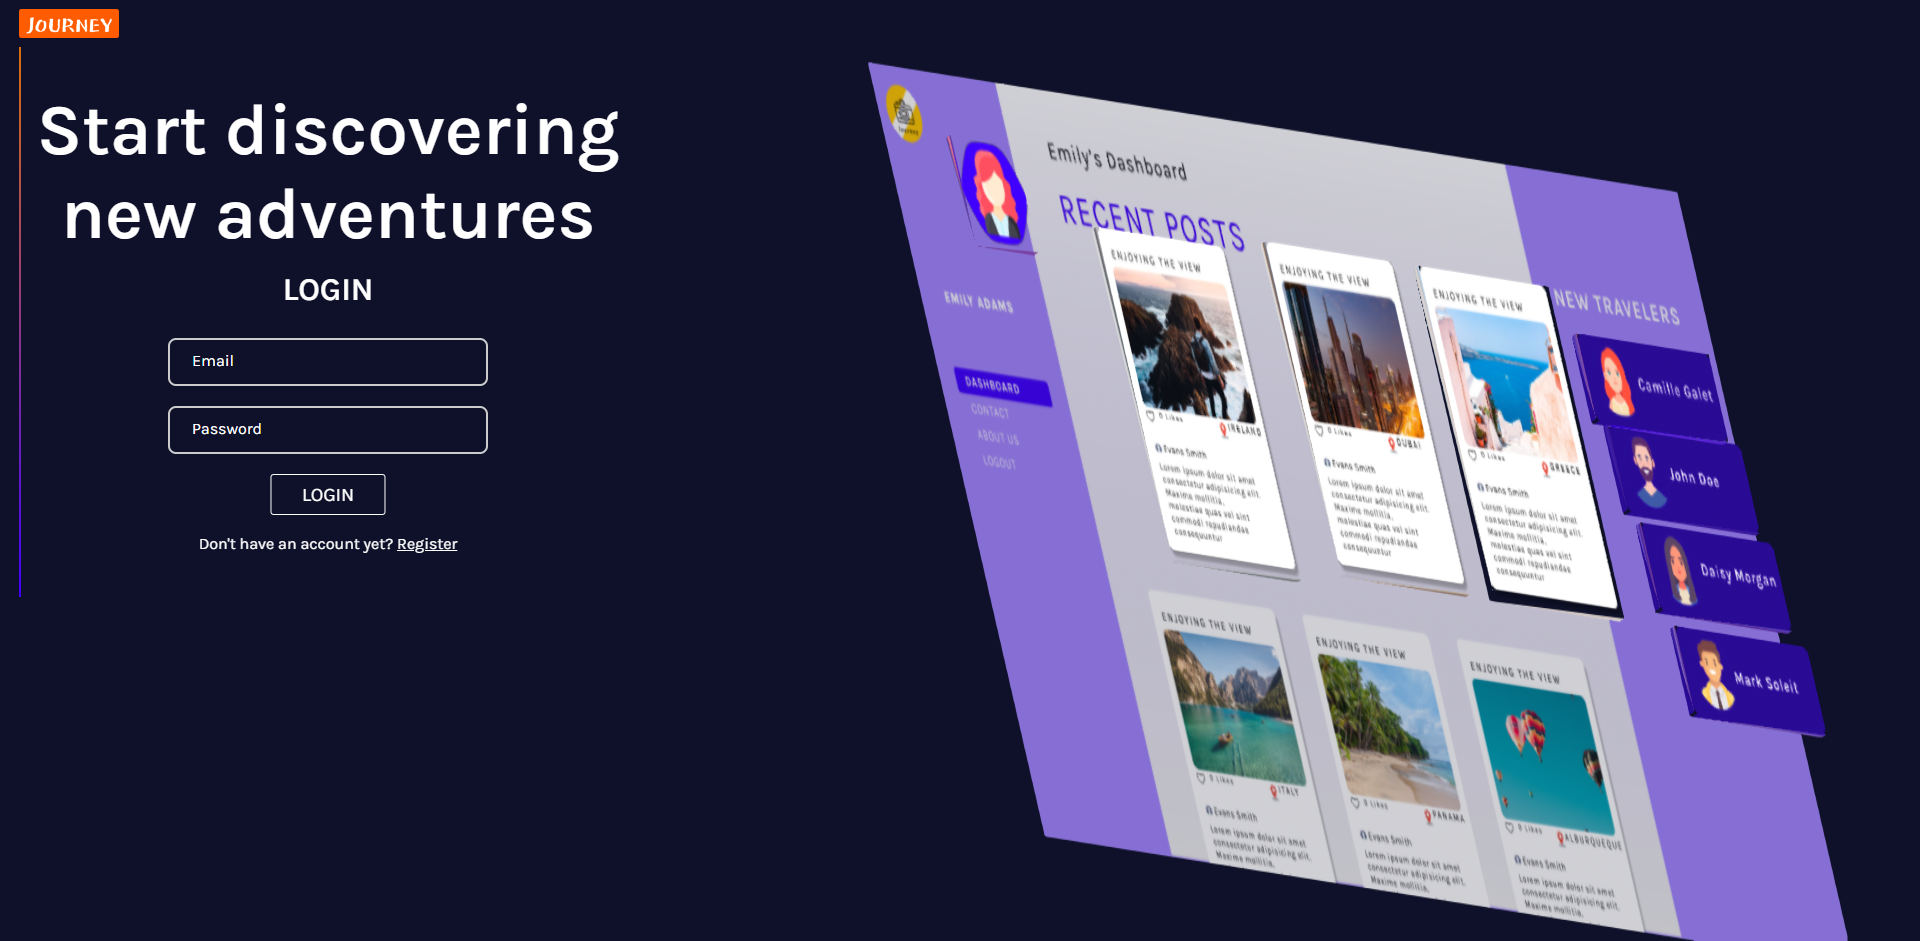 JOURNEY
Start discovering
new adventures
LOGIN
Email
Password
LOGIN
Don't have an account yet? Register
Emily's Dashboard
RECENT POSTS
EMILY ADAMS
DASHBOARD
CONTACT
ABOUT US
LOGOUT
ENJOYING THE VIEW
0 Likes
IRELAND
Evans Smith
Lorem ipsum dolor sit amet
consectetur adipisicing elit.
Maxime mollitia,
molestiae quas vel sint
commodi repudiandae
consequuntur
ENJOYING THE VIEW
0 Likes
DUBAI
Evans Smith
Lorem ipsum dolor sit amet
consectetur adipisicing elit.
Maxime mollitia,
molestiae quas vel sint
commodi repudiandae
consequuntur
ENJOYING THE VIEW
0 Likes
GREECE
Evans Smith
Lorem ipsum dolor sit amet
consectetur adipisicing elit.
Maxime mollitia,
molestiae quas vel sint
commodi repudiandae
consequuntur
NEW TRAVELERS
Camille Galet
John Doe
Daisy Morgan
Mark Soleit
ENJOYING THE VIEW
0 Likes
ITALY
Evans Smith
Lorem ipsum dolor sit amet
consectetur adipisicing elit.
Maxime mollitia,
ENJOYING THE VIEW
0 Likes
PANAMA
Evans Smith
Lorem ipsum dolor sit amet
consectetur adipisicing elit.
Maxime mollitia,
ENJOYING THE VIEW
0 Likes
ALBURQUEQUE
Evans Smith
Lorem ipsum dolor sit amet
consectetur adipisicing elit.
Maxime mollitia,